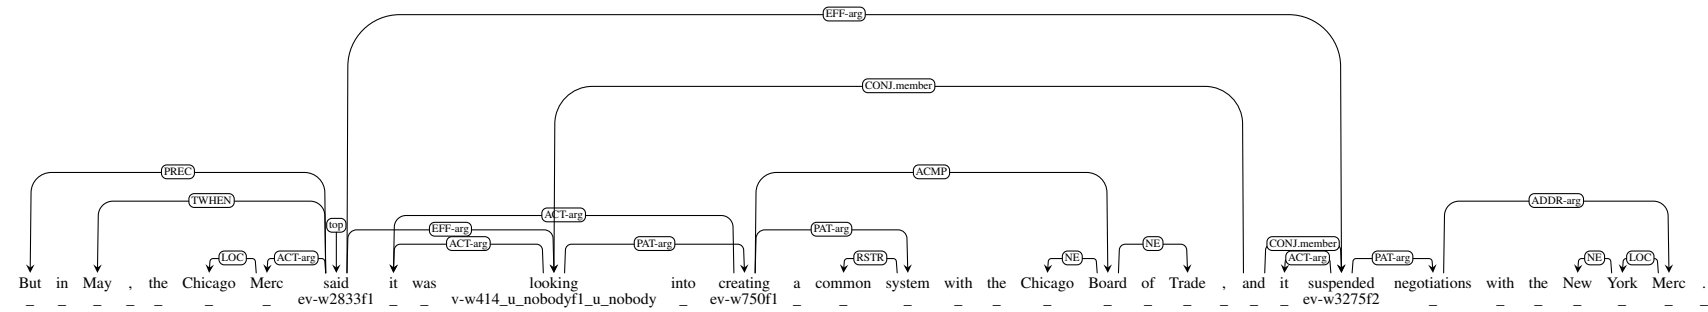 EFF-arg
CONJ.member
PREC ACMP
TWHEN ADDR-arg
ACT-arg
top
EFF-arg PAT-arg
ACT-arg PAT-arg NE CONJ.member
LOC ACT-arg RSTR NE ACT-arg PAT-arg NE LOC
But in May , the Chicago Merc said it was looking into creating a common system with the Chicago Board of Trade , and it suspended negotiations with the New York Merc .
_ _ _ _ _ _ _ ev-w2833f1 _ _ v-w414_u_nobodyf1_u_nobody _ ev-w750f1 _ _ _ _ _ _ _ _ _ _ _ _ ev-w3275f2 _ _ _ _ _ _ _